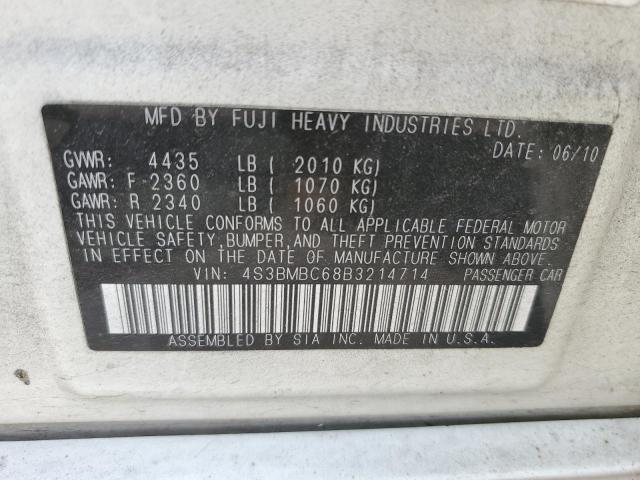 MFD BY FUJI HEAVY INDUSTRIES LTD.
DATE: 06/10
GVWR: 4435 LB ( 2010 KG)
GAWR: F-2360 LB ( 1070 KG)
GAWR: R 2340 LB ( 1060 KG)
THIS VEHICLE CONFORMS TO ALL APPLICABLE FEDERAL MOTOR
VEHICLE SAFETY, BUMPER, AND THEFT PREVENTION STANDARDS
IN EFFECT ON THE DATE OF MANUFACTURE SHOWN ABOVE.
VIN: 4S3BMBC68B3214714 PASSENGER CAR
ASSEMBLED BY SIA INC. MADE IN U.S.A.